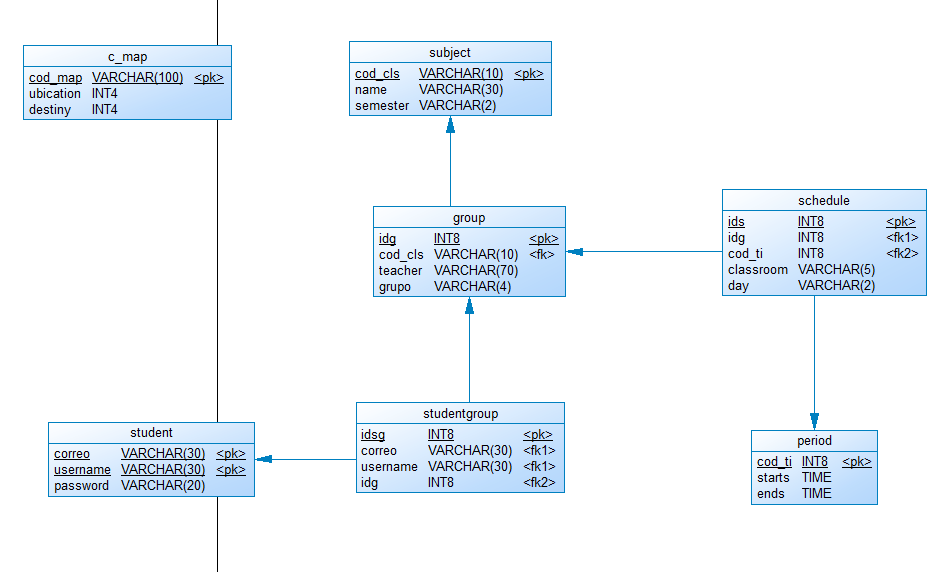 c_map
cod_map VARCHAR(100) <pk>
ubication INT4
destiny INT4
subject
cod_cls VARCHAR(10) <pk>
name VARCHAR(30)
semester VARCHAR(2)
group
idg INT8 <pk>
cod_cls VARCHAR(10) <fk>
teacher VARCHAR(70)
grupo VARCHAR(4)
schedule
ids INT8 <pk>
idg INT8 <fk1>
cod_ti INT8 <fk2>
classroom VARCHAR(5)
day VARCHAR(2)
student
correo VARCHAR(30) <pk>
username VARCHAR(30) <pk>
password VARCHAR(20)
studentgroup
idsg INT8 <pk>
correo VARCHAR(30) <fk1>
username VARCHAR(30) <fk1>
idg INT8 <fk2>
period
cod_ti INT8 <pk>
starts TIME
ends TIME